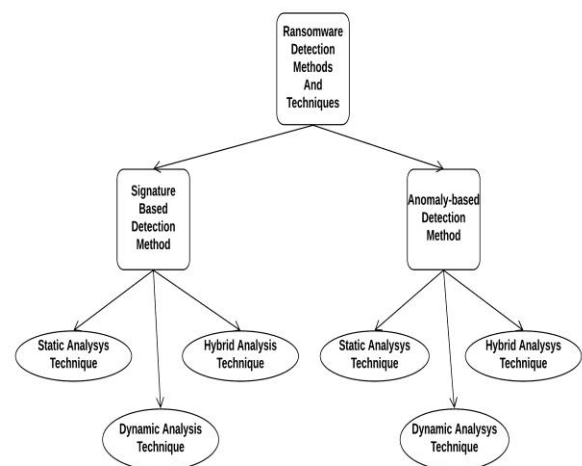 Ransomware
Detection
Methods
And
Techniques
Signature
Based
Detection
Method
Anomaly-based
Detection
Method
Static Analysys
Technique
Hybrid Analysis
Technique
Static Analysys
Technique
Hybrid Analysys
Technique
Dynamic Analysis
Technique
Dynamic Analysys
Technique